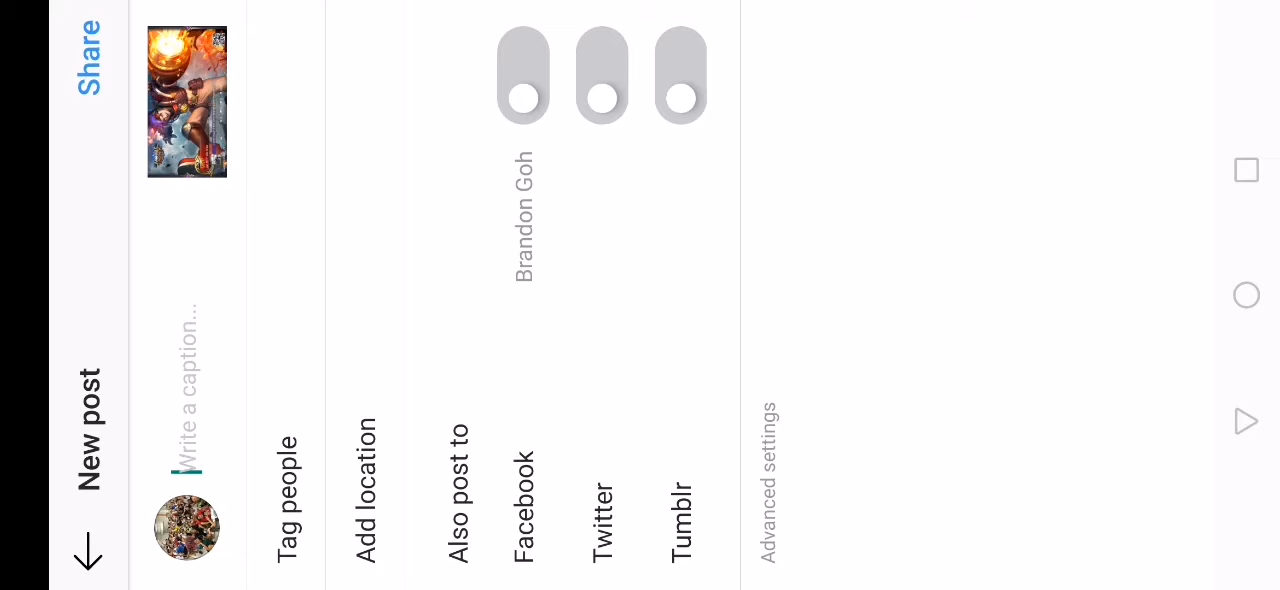 New post
Share
Write a caption...
Tag people
Add location
Also post to
Facebook
Brandon Goh
Twitter
Tumblr
Advanced settings